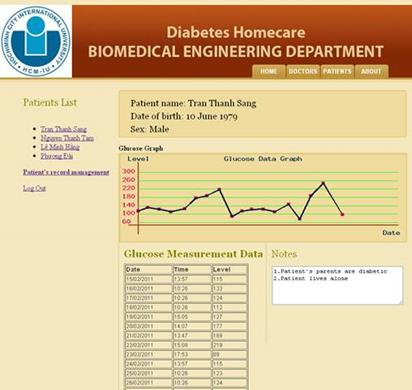 HOCHIMINH CITY INTERNATIONAL UNIVERSITY
HCM-IU
Diabetes Homecare
BIOMEDICAL ENGINEERING DEPARTMENT
HOME DOCTORS PATIENTS ABOUT
Patients List
Tran Thanh Sang
Nguyen Thanh Tam
Lê Minh Hằng
Phương Đài
Patient's record management
Log Out
Patient name: Tran Thanh Sang
Date of birth: 10 June 1979
Sex: Male
Glucose Graph
Level
Glucose Data Graph
300
260
220
180
140
100
60
Date
Glucose Measurement Data
Date Time Level
15/02/2011 13:57 115
16/02/2011 10:26 133
17/02/2011 10:26 124
18/02/2011 10:26 112
19/02/2011 15:05 127
20/02/2011 14:07 177
21/02/2011 13:47 189
22/02/2011 15:08 219
23/02/2011 17:53 89
24/02/2011 13:57 115
25/02/2011 10:26 123
26/02/2011 10:26 124
Notes
1.Patient's parents are diabetic
2.Patient lives alone